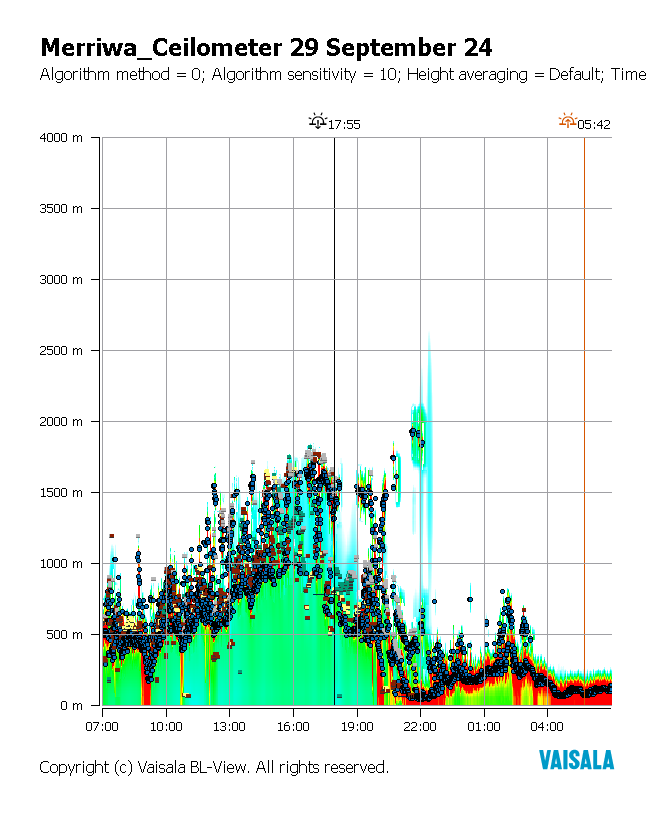 Merriwa_Ceilometer 29 September 24
Algorithm method = 0; Algorithm sensitivity = 10; Height averaging = Default; Time
17:55
05:42
4000 m
3500 m
3000 m
2500 m
2000 m
1500 m
1000 m
500 m
0 m
07:00 10:00 13:00 16:00 19:00 22:00 01:00 04:00
VAISALA
Copyright (c) Vaisala BL-View. All rights reserved.